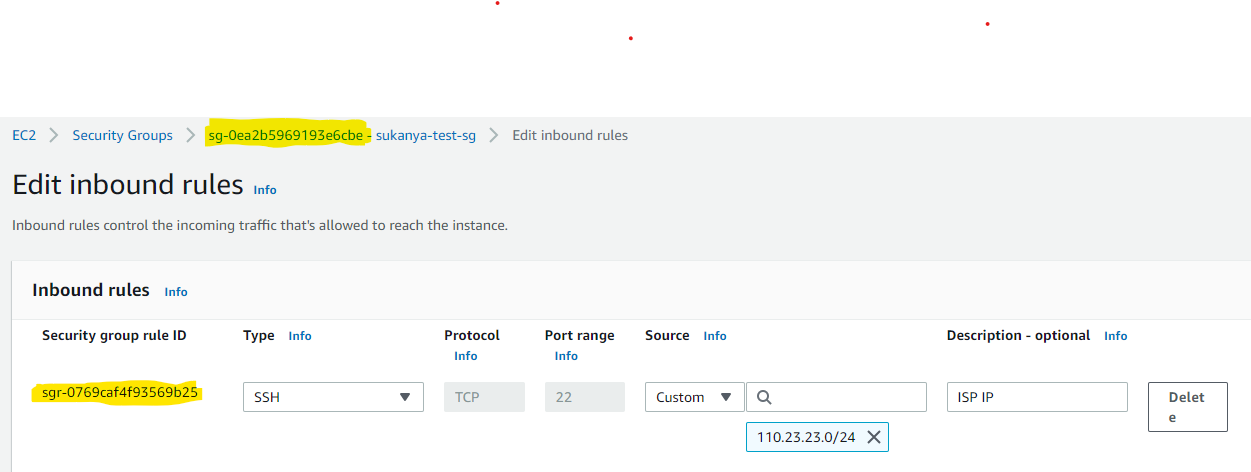 EC2 > Security Groups > sg-0ea2b5969193e6cbe - sukanya-test-sg > Edit inbound rules
Edit inbound rules Info
Inbound rules control the incoming traffic that's allowed to reach the instance.
Inbound rules Info
Security group rule ID Type Info Protocol Info Port range Info Source Info Description - optional Info
sgr-0769caf4f93569b25 SSH TCP 22 Custom ISP IP Delet
e
110.23.23.0/24